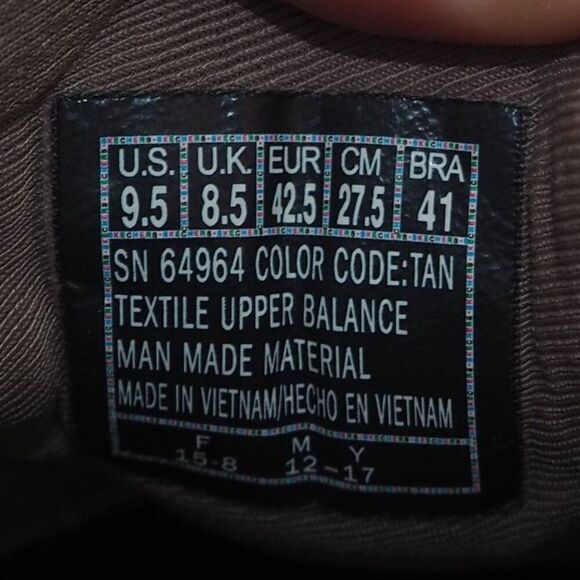 U.S. U.K. EUR CM BRA
9.5 8.5 42.5 27.5 41
SN 64964 COLOR CODE:TAN
TEXTILE UPPER BALANCE
MAN MADE MATERIAL
MADE IN VIETNAM/HECHO EN VIETNAM
F M Y
15-8 12-17